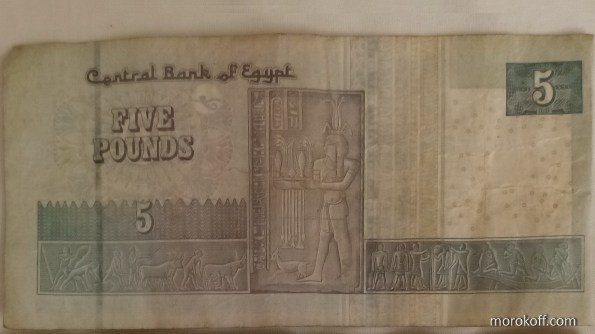 Central Bank of Egypt
5
FIVE
POUNDS
5
morokoff.com